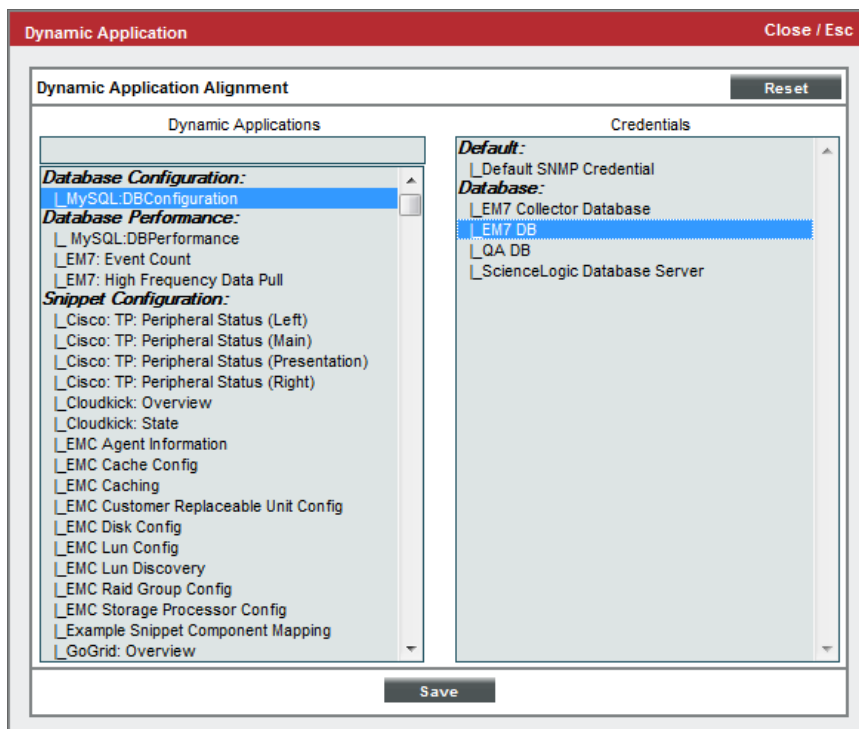 Dynamic Application
Close / Esc
Dynamic Application Alignment
Reset
Dynamic Applications
Database Configuration:
|_MySQL:DBConfiguration
Database Performance:
|_ MySQL:DBPerformance
|_EM7: Event Count
|_EM7: High Frequency Data Pull
Snippet Configuration:
|_Cisco: TP: Peripheral Status (Left)
|_Cisco: TP: Peripheral Status (Main)
|_Cisco: TP: Peripheral Status (Presentation)
|_Cisco: TP: Peripheral Status (Right)
|_Cloudkick: Overview
|_Cloudkick: State
|_EMC Agent Information
|_EMC Cache Config
|_EMC Caching
|_EMC Customer Replaceable Unit Config
|_EMC Disk Config
|_EMC Lun Config
|_EMC Lun Discovery
|_EMC Raid Group Config
|_EMC Storage Processor Config
|_Example Snippet Component Mapping
|_GoGrid: Overview
Credentials
Default:
|_Default SNMP Credential
Database:
|_EM7 Collector Database
|_EM7 DB
|_QA DB
|_ScienceLogic Database Server
Save